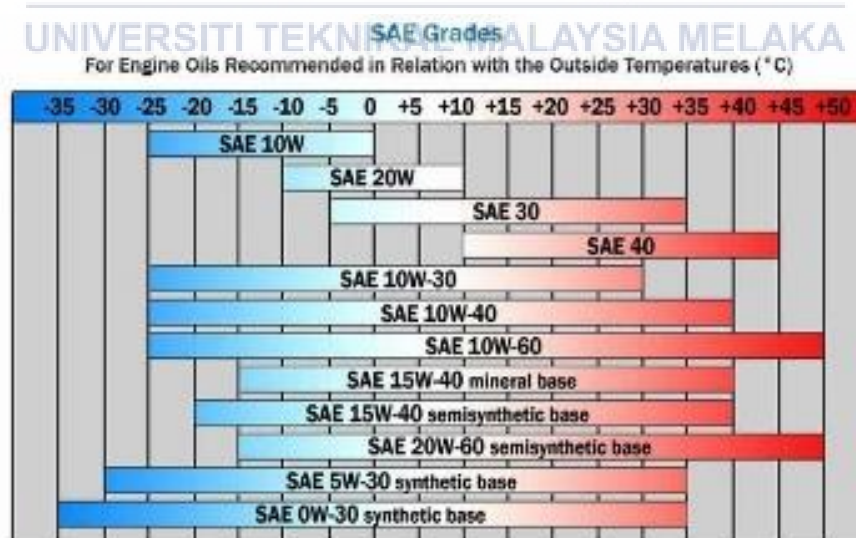 UNIVERSITI TEKNIKAL MALAYSIA MELAKA
SAE Grades
For Engine Oils Recommended in Relation with the Outside Temperatures (°C)
-35 -30 -25 -20 -15 -10 -5 0 +5 +10 +15 +20 +25 +30 +35 +40 +45 +50
SAE 10W
SAE 20W
SAE 30
SAE 40
SAE 10W-30
SAE 10W-40
SAE 10W-60
SAE 15W-40 mineral base
SAE 15W-40 semisynthetic base
SAE 20W-60 semisynthetic base
SAE 5W-30 synthetic base
SAE 0W-30 synthetic base